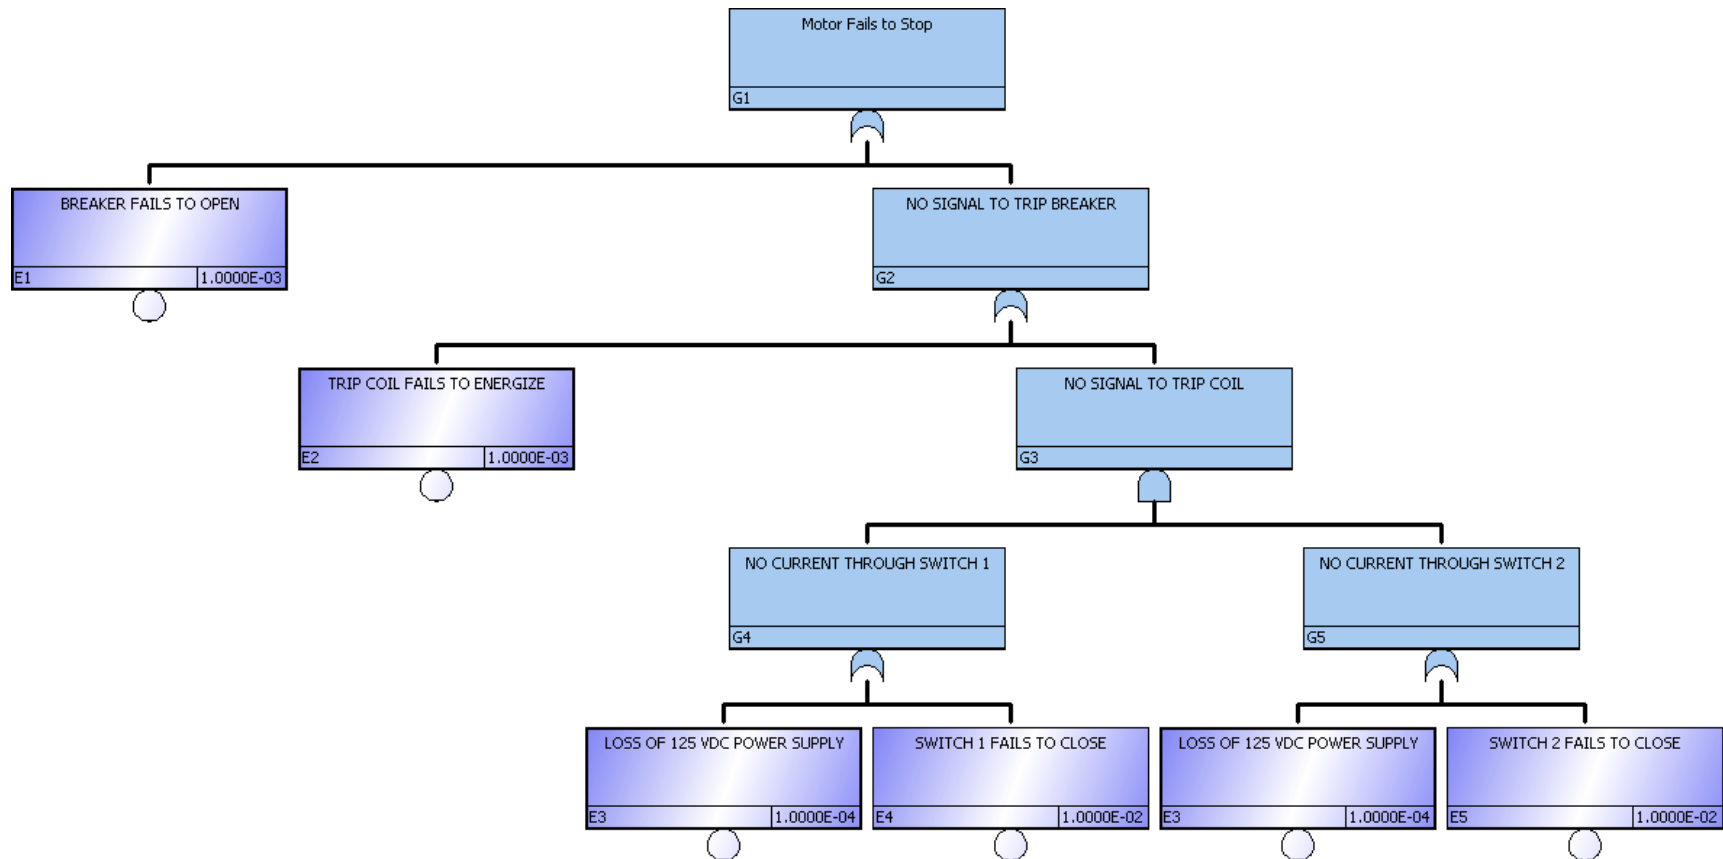 Motor Fails to Stop
G1
BREAKER FAILS TO OPEN
E1 1.0000E-03
NO SIGNAL TO TRIP BREAKER
G2
TRIP COIL FAILS TO ENERGIZE
E2 1.0000E-03
NO SIGNAL TO TRIP COIL
G3
NO CURRENT THROUGH SWITCH 1
G4
NO CURRENT THROUGH SWITCH 2
G5
LOSS OF 125 VDC POWER SUPPLY
E3 1.0000E-04
SWITCH 1 FAILS TO CLOSE
E4 1.0000E-02
LOSS OF 125 VDC POWER SUPPLY
E3 1.0000E-04
SWITCH 2 FAILS TO CLOSE
E5 1.0000E-02